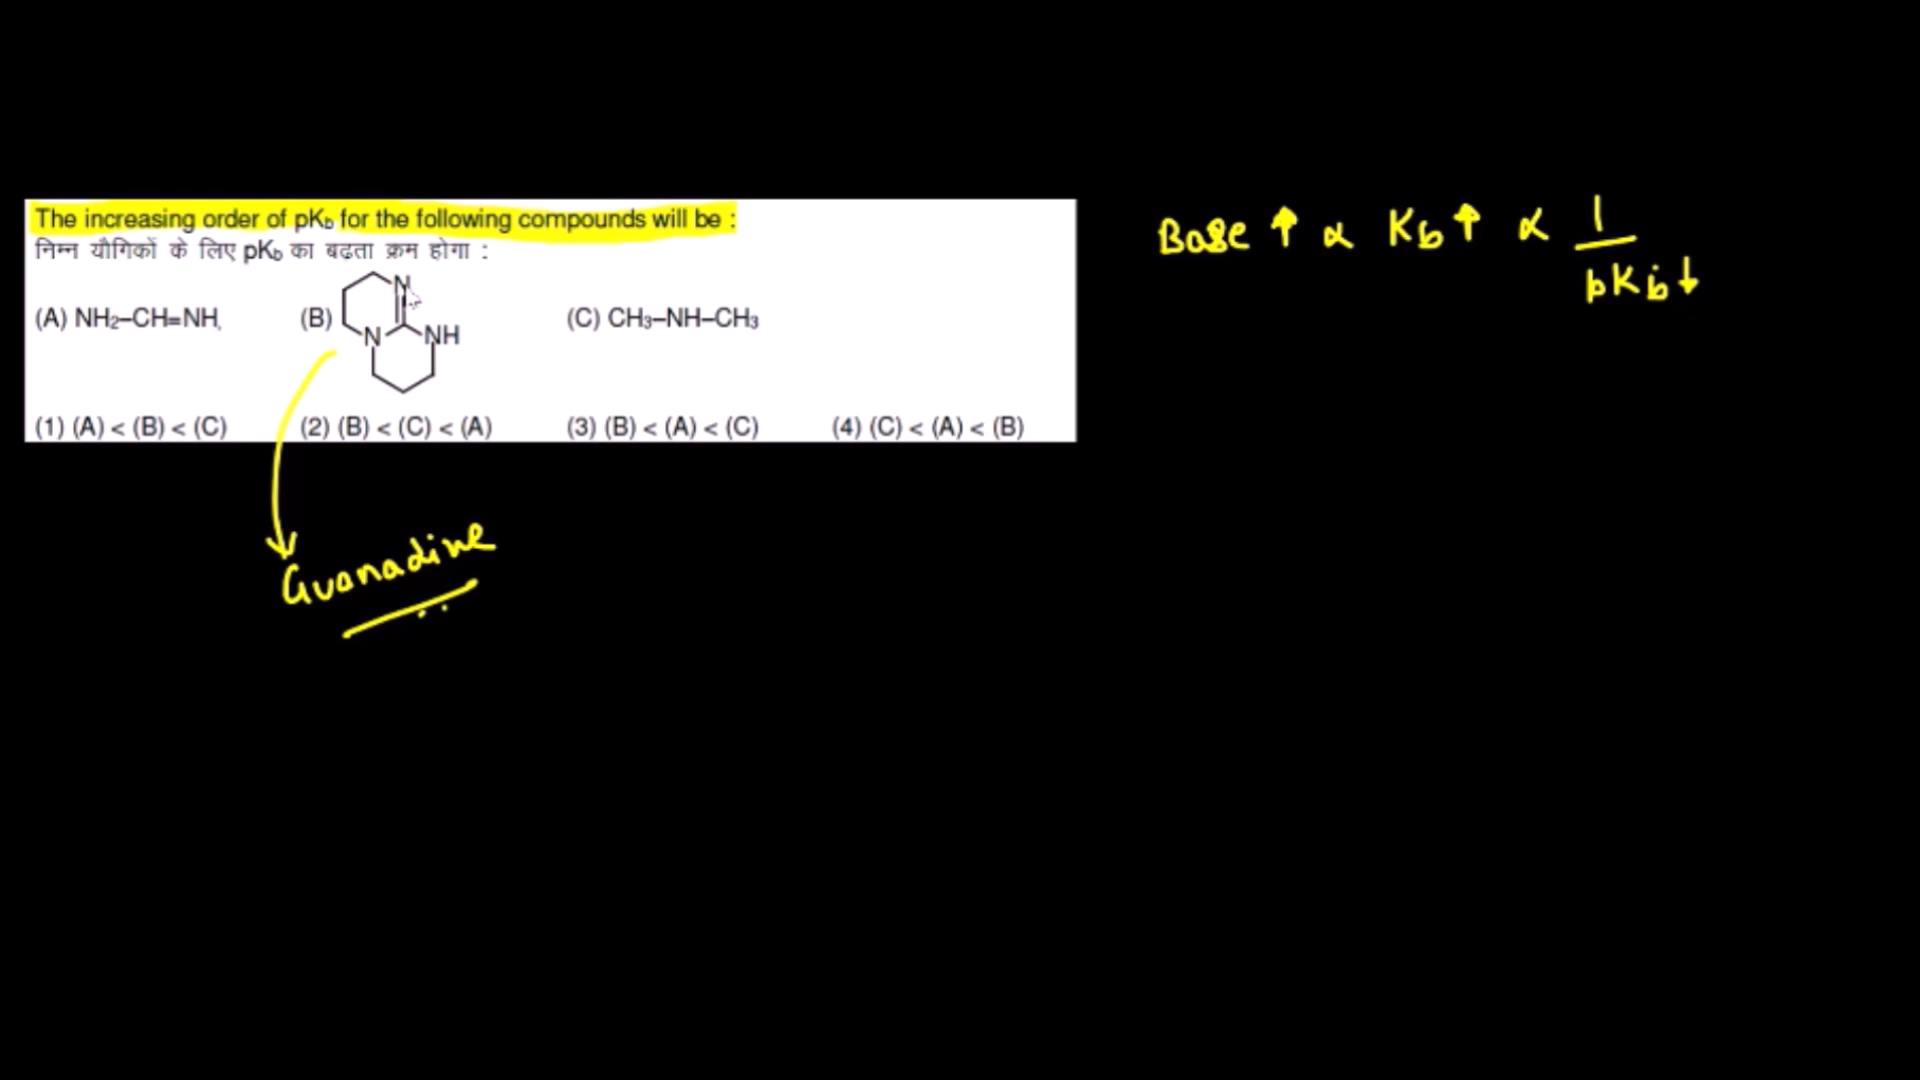 The increasing order of pKb for the following compounds will be :
निम्न यौगिकों के लिए pKb का बढता क्रम होगा :
(A) NH2–CH=NH,
(B)
N
N
NH
(C) CH3–NH–CH3
(1) (A) < (B) < (C)
(2) (B) < (C) < (A)
(3) (B) < (A) < (C)
(4) (C) < (A) < (B)
Base ↑ ∝ Kb ↑ ∝ 1
pKb ↓
Guanadine